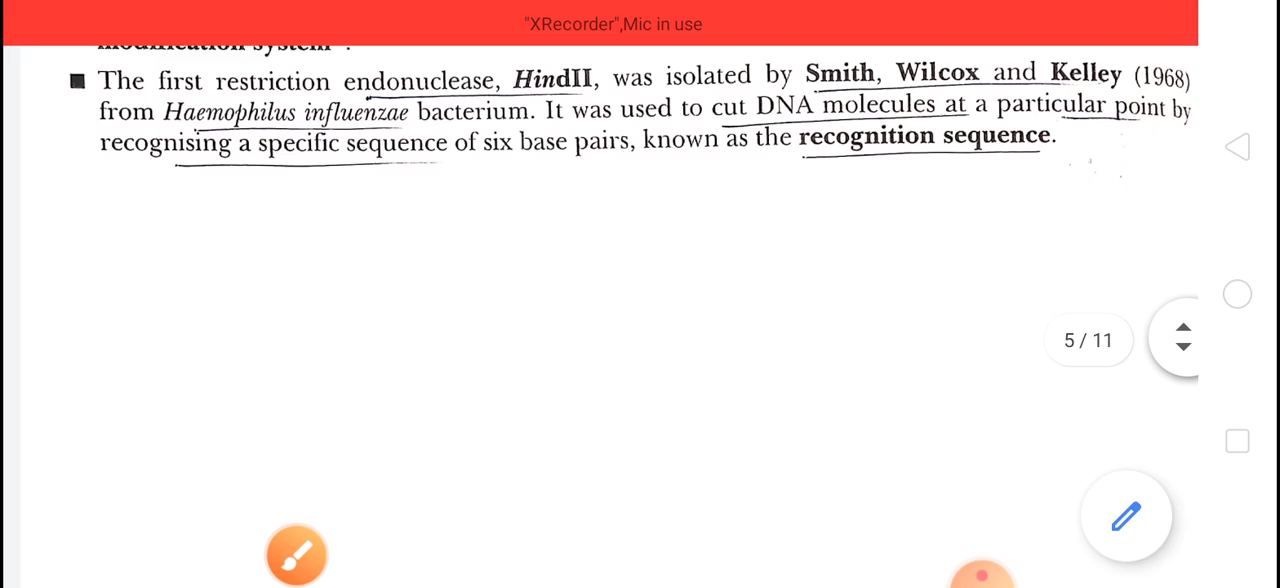 "XRecorder",Mic in use
modification system".
■ The first restriction endonuclease, HindII, was isolated by Smith, Wilcox and Kelley (1968)
from Haemophilus influenzae bacterium. It was used to cut DNA molecules at a particular point by
recognising a specific sequence of six base pairs, known as the recognition sequence.
5 / 11